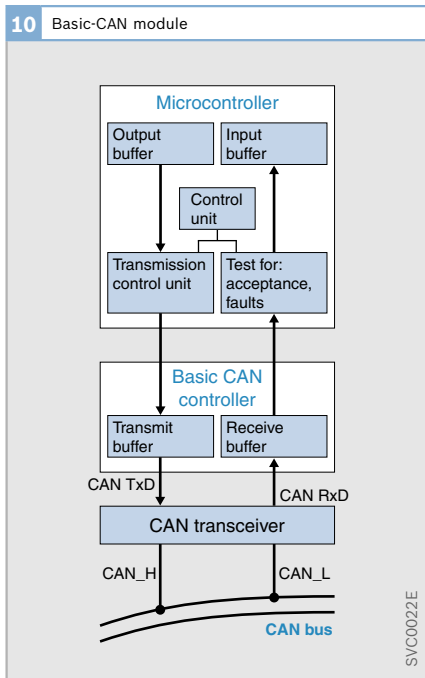 10 Basic-CAN module
Microcontroller
Output
buffer
Input
buffer
Control
unit
Transmission
control unit
Test for:
acceptance,
faults
Basic CAN
controller
Transmit
buffer
Receive
buffer
CAN TxD
CAN RxD
CAN transceiver
CAN_H
CAN_L
CAN bus
SVC0022E